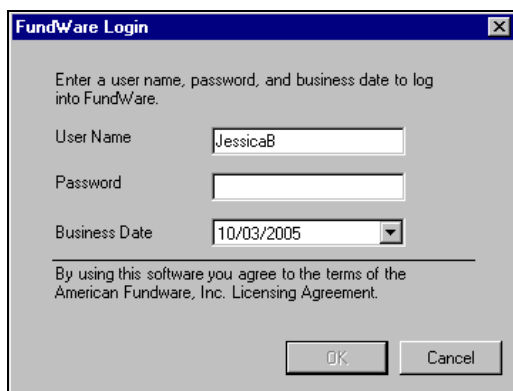 FundWare Login
Enter a user name, password, and business date to log
into FundWare.
User Name
JessicaB
Password
Business Date
10/03/2005
By using this software you agree to the terms of the
American Fundware, Inc. Licensing Agreement.
OK
Cancel